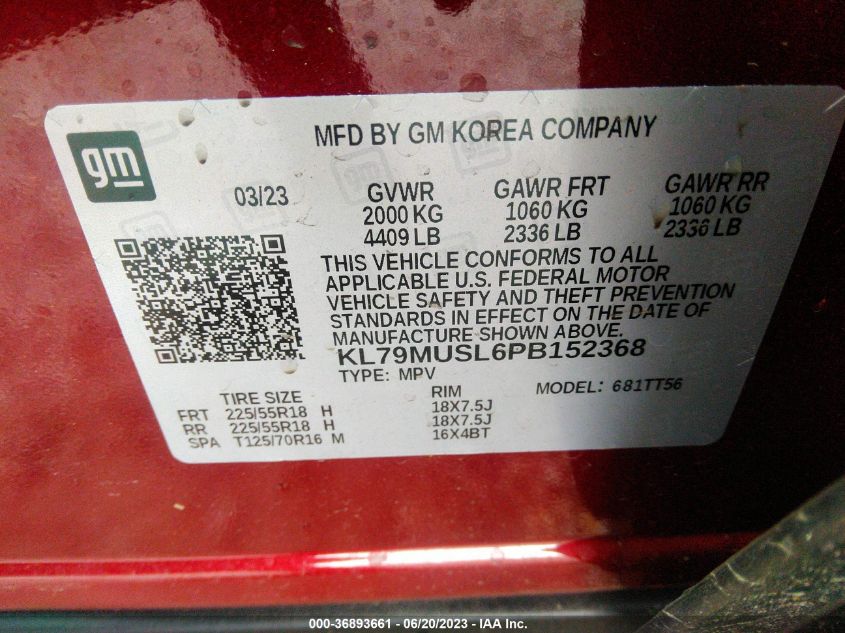 gm
MFD BY GM KOREA COMPANY
03/23 GVWR GAWR FRT GAWR RR
2000 KG 1060 KG 1060 KG
4409 LB 2336 LB 2336 LB
THIS VEHICLE CONFORMS TO ALL
APPLICABLE U.S. FEDERAL MOTOR
VEHICLE SAFETY AND THEFT PREVENTION
STANDARDS IN EFFECT ON THE DATE OF
MANUFACTURE SHOWN ABOVE.
KL79MUSL6PB152368
TYPE: MPV MODEL: 681TT56
TIRE SIZE RIM
FRT 225/55R18 H 18X7.5J
RR 225/55R18 H 18X7.5J
SPA T125/70R16 M 16X4BT
000-36893661 - 06/20/2023 - IAA Inc.